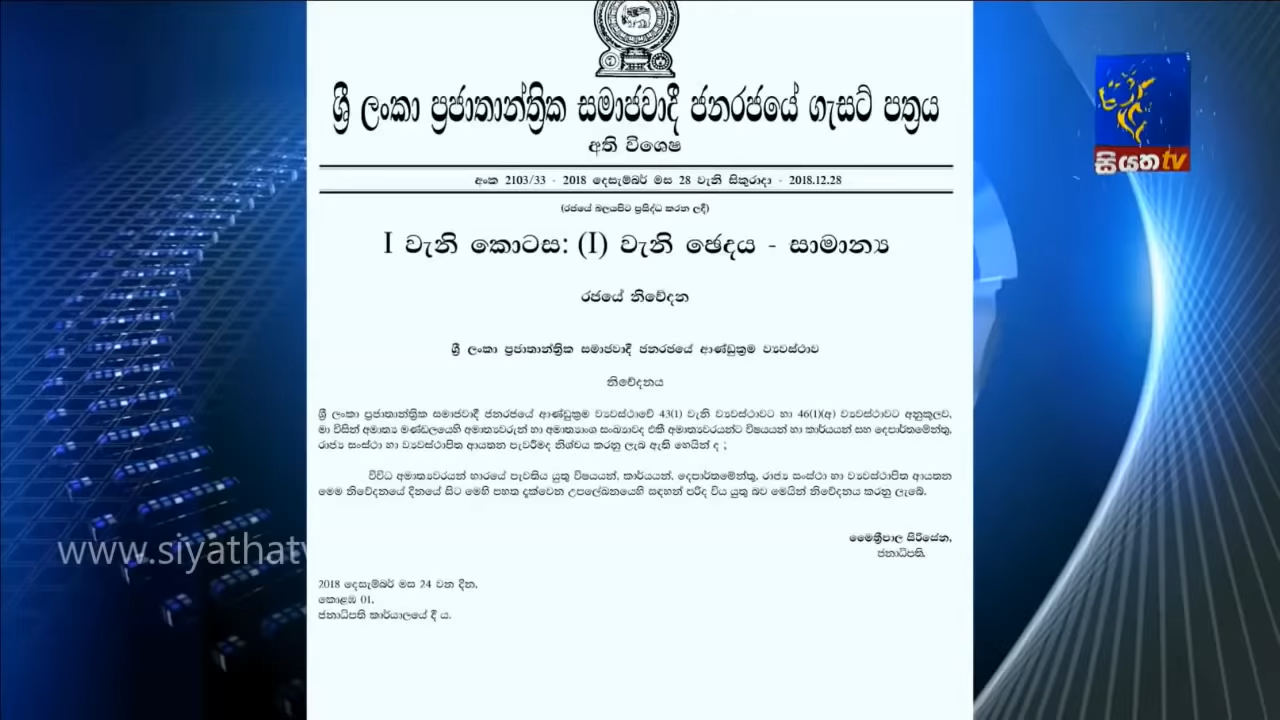 ශ්‍රී ලංකා ප්‍රජාතාන්ත්‍රික සමාජවාදී ජනරජයේ ගැසට් පත්‍රය
අති විශෙෂ
අංක 2103/33 - 2018 දෙසැම්බර් මස 28 වැනි සිකුරාදා - 2018.12.28
(රජයේ බලයපිට ප්‍රසිද්ධ කරන ලදී)
I වැනි කොටස: (I) වැනි ඡෙදය - සාමාන්‍ය
රජයේ නිවේදන
ශ්‍රී ලංකා ප්‍රජාතාන්ත්‍රික සමාජවාදී ජනරජයේ ආණ්ඩුක්‍රම ව්‍යවස්ථාව
නිවේදනය
ශ්‍රී ලංකා ප්‍රජාතාන්ත්‍රික සමාජවාදී ජනරජයේ ආණ්ඩුක්‍රම ව්‍යවස්ථාවේ 43(1) වැනි ව්‍යවස්ථාවට හා 46(1)(අ) ව්‍යවස්ථාවට අනුකූලව,
මා විසින් අමාත්‍ය මණ්ඩලයෙහි අමාත්‍යවරුන් හා අමාත්‍යාංශ සංඛ්‍යාවද එකී අමාත්‍යවරයන්ට විෂයයන් හා කාර්යයන් සහ දෙපාර්තමේන්තු,
රාජ්‍ය සංස්ථා හා ව්‍යවස්ථාපිත ආයතන පැවරීමද නිශ්චය කරනු ලැබ ඇති හෙයින් ද ;
විවිධ අමාත්‍යවරයන් භාරයේ පැවතිය යුතු විෂයයන්, කාර්යයන්, දෙපාර්තමේන්තු, රාජ්‍ය සංස්ථා හා ව්‍යවස්ථාපිත ආයතන
මෙම නිවේදනයේ දිනයේ සිට මෙහි පහත දැක්වෙන උපලේඛනයෙහි සඳහන් පරිදි විය යුතු බව මෙයින් නිවේදනය කරනු ලැබේ.
මෛත්‍රීපාල සිරිසේන,
ජනාධිපති.
2018 දෙසැම්බර් මස 24 වන දින,
කොළඹ 01,
ජනාධිපති කාර්යාලයේ දී ය.
සියත tv
www.siyathatv